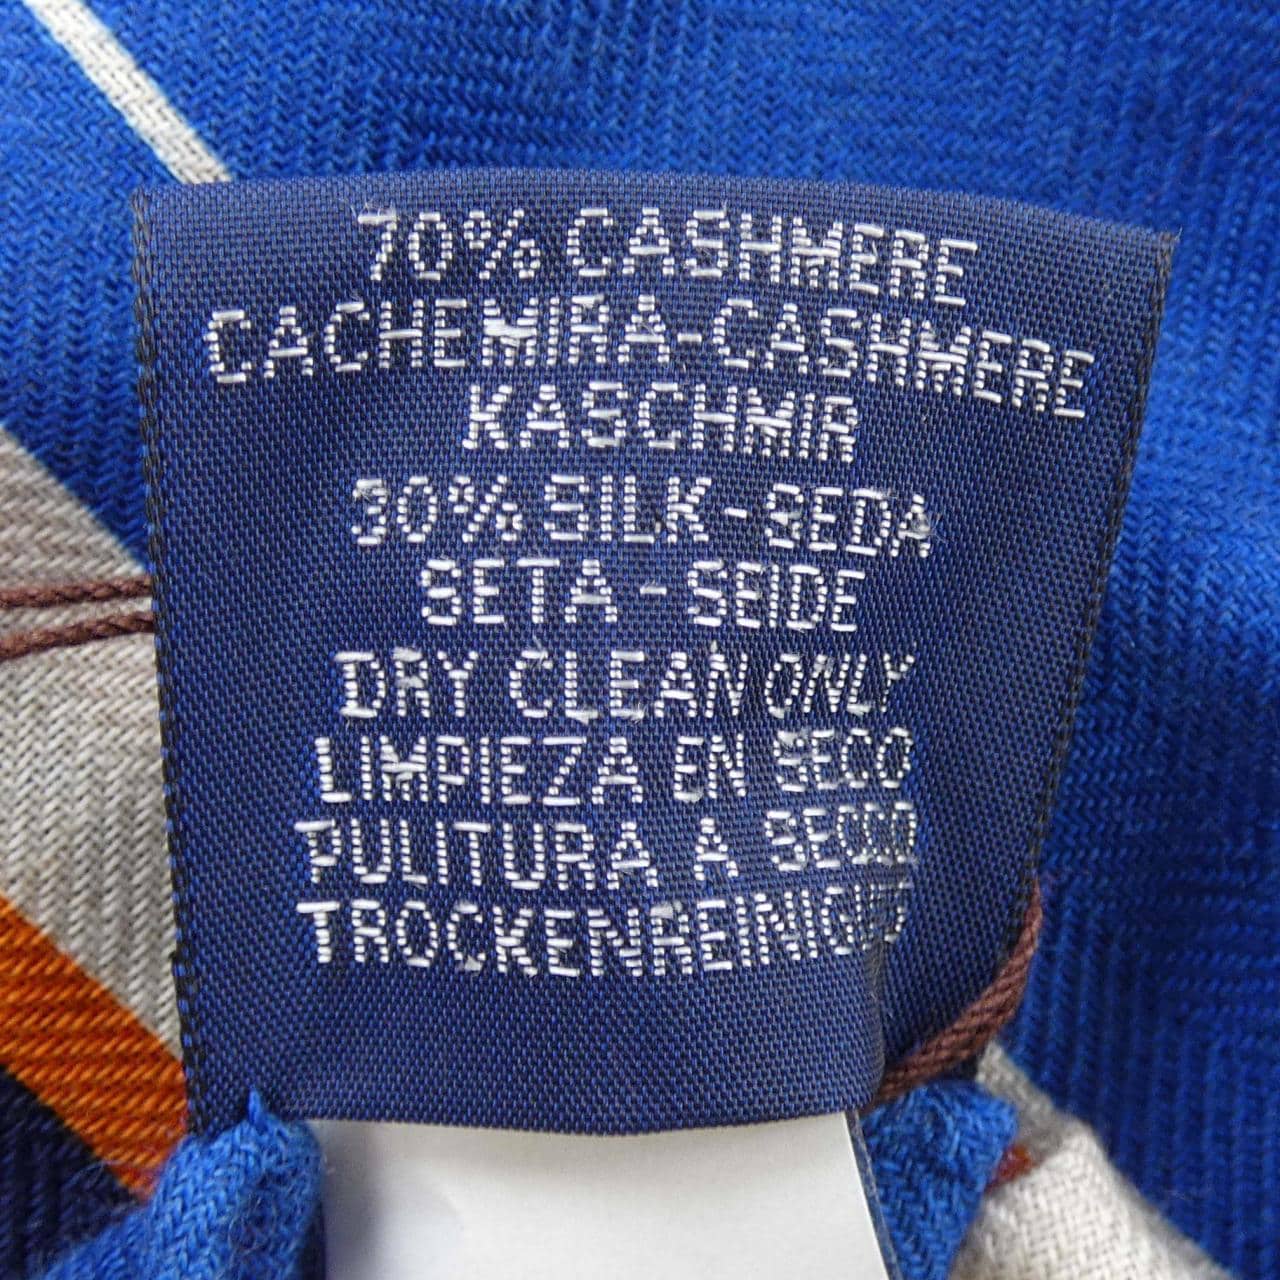 70% CASHMERE
CACHEMIRA-CASHMERE
KASCHMIR
30% SILK - SEDA
SETA - SEIDE
DRY CLEAN ONLY
LIMPIEZA EN SECO
PULITURA A SECCO